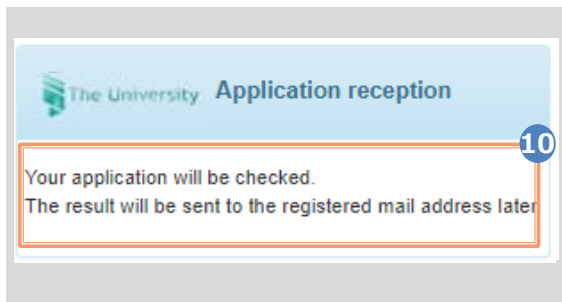 The University Application reception
10
Your application will be checked.
The result will be sent to the registered mail address later